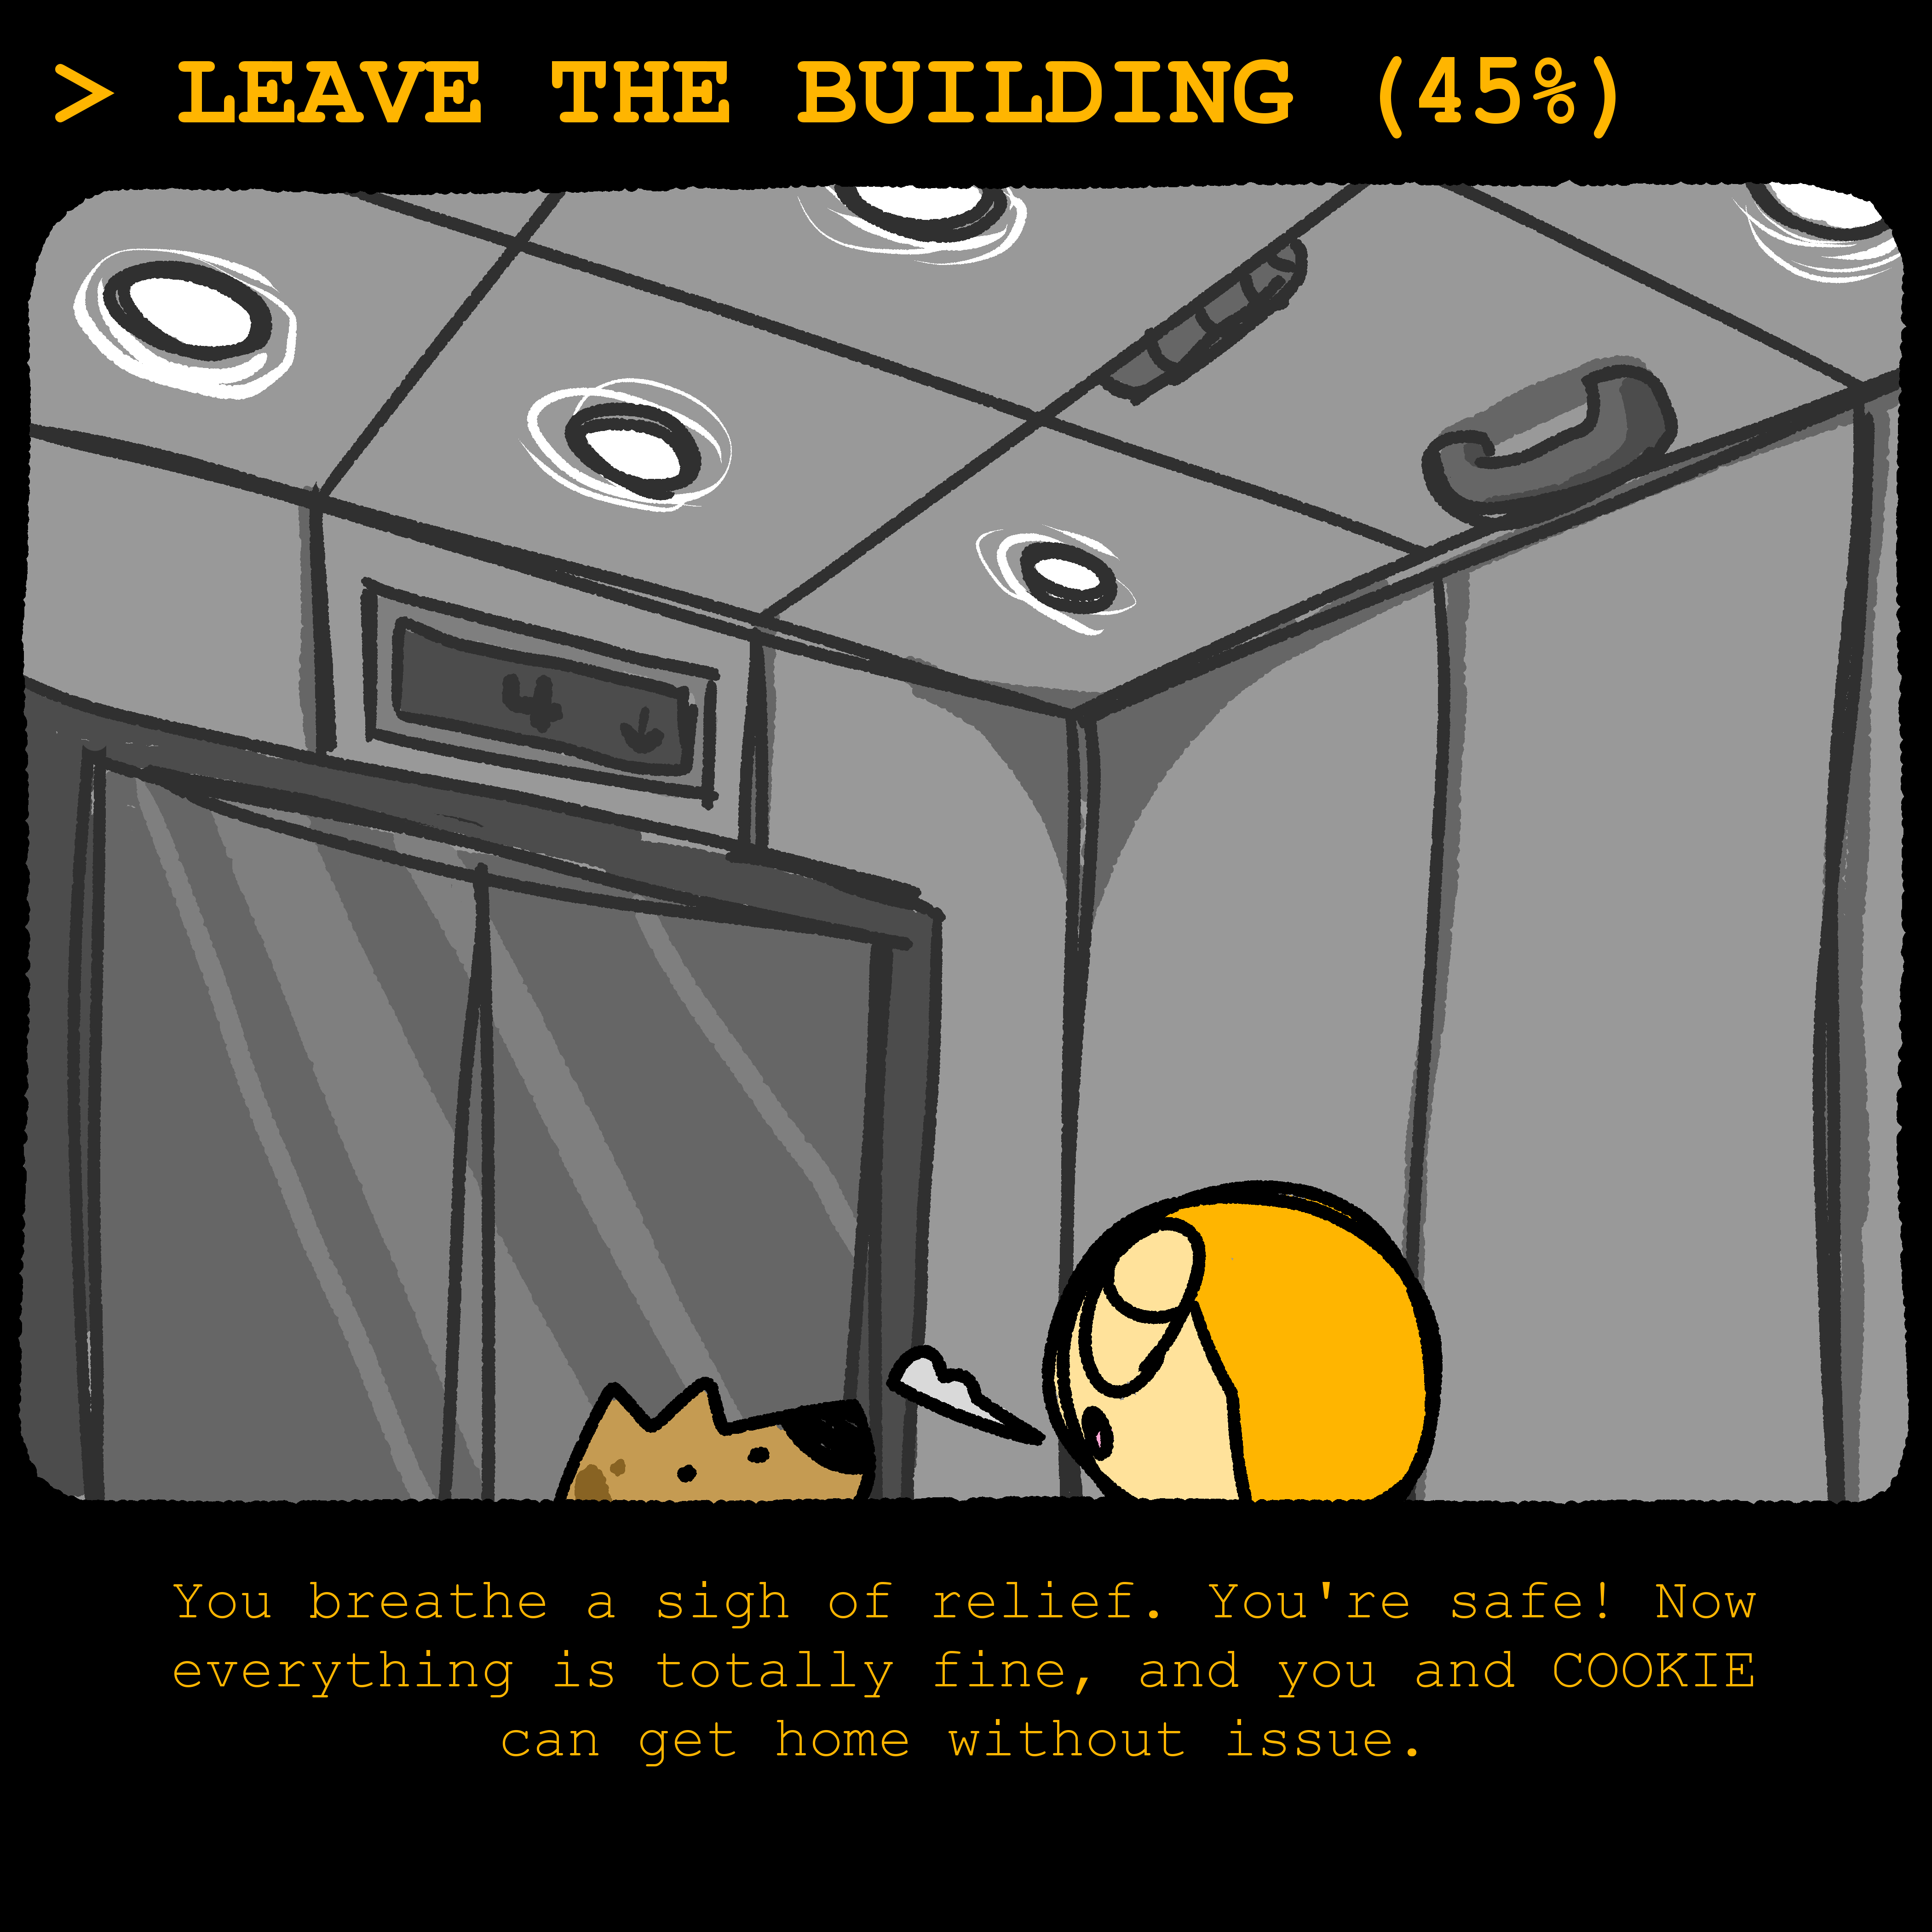 > LEAVE THE BUILDING (45%)
4 ↓
You breathe a sigh of relief. You're safe! Now
everything is totally fine, and you and COOKIE
can get home without issue.